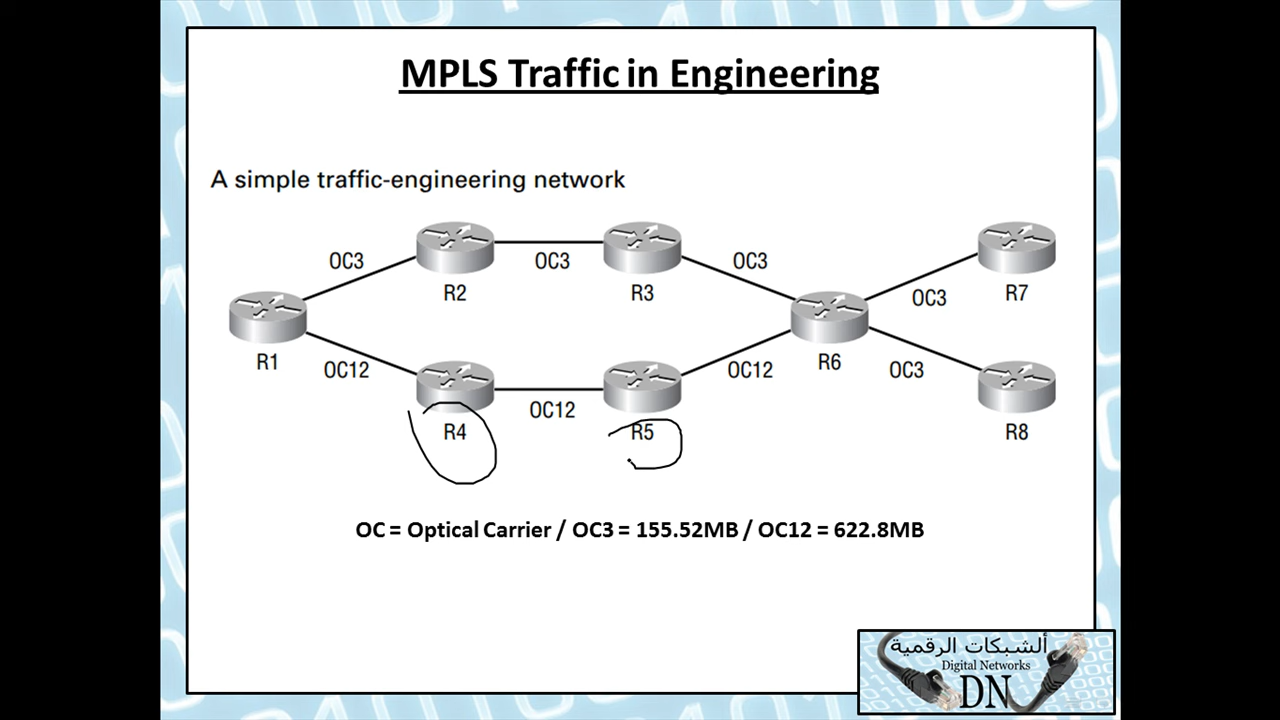 MPLS Traffic in Engineering
A simple traffic-engineering network
OC3
OC3
OC3
R2
R3
OC3
R7
R1
R6
OC12
OC12
OC12
OC3
R4
R5
R8
OC = Optical Carrier / OC3 = 155.52MB / OC12 = 622.8MB
ألشبكات الرقمية
Digital Networks
DN